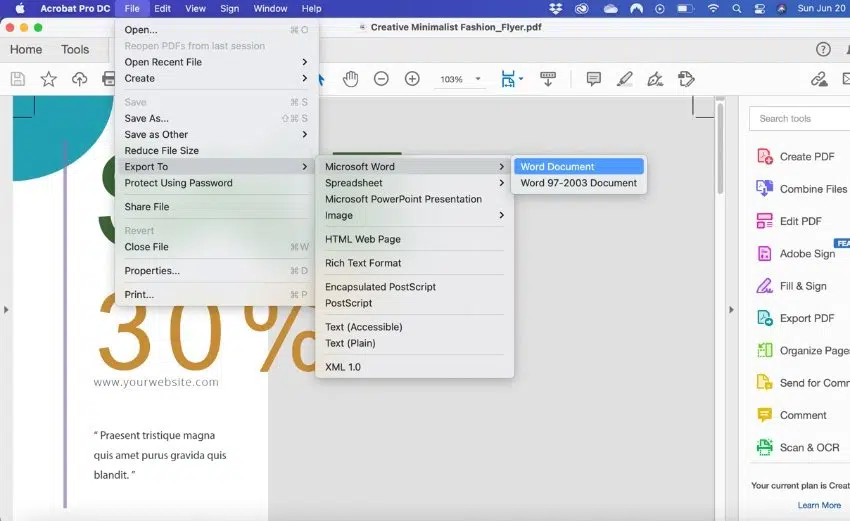 Acrobat Pro DC File Edit View Sign Window Help Sun Jun 20
Creative Minimalist Fashion_Flyer.pdf
Home Tools
Open... ⌘ O
Reopen PDFs from last session
Open Recent File
Create
103%
Save ⌘ S
Save As... ⇧⌘ S
Save as Other
Reduce File Size
Export To
Protect Using Password
Share File
Revert
Close File ⌘W
Properties... ⌘ D
Print... ⌘ P
Microsoft Word
Spreadsheet
Microsoft PowerPoint Presentation
Image
HTML Web Page
Rich Text Format
Encapsulated PostScript
PostScript
Text (Accessible)
Text (Plain)
XML 1.0
Word Document
Word 97-2003 Document
30%
www.yourwebsite.com
“ Praesent tristique magna
quis amet purus gravida quis
blandit. ”
Search tools
Create PDF
Combine Files
Edit PDF
FEA
Adobe Sign
Fill & Sign
Export PDF
Organize Page
Send for Com
Comment
Scan & OCR
Your current plan is Creat
Learn More